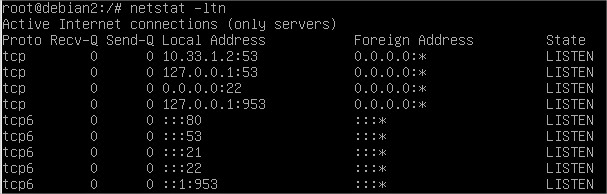 root@debian2:/# netstat -ltn
Active Internet connections (only servers)
Proto Recv-Q Send-Q Local Address           Foreign Address         State
tcp        0      0 10.33.1.2:53            0.0.0.0:*               LISTEN
tcp        0      0 127.0.0.1:53            0.0.0.0:*               LISTEN
tcp        0      0 0.0.0.0:22              0.0.0.0:*               LISTEN
tcp        0      0 127.0.0.1:953           0.0.0.0:*               LISTEN
tcp6       0      0 :::80                   :::*                    LISTEN
tcp6       0      0 :::53                   :::*                    LISTEN
tcp6       0      0 :::21                   :::*                    LISTEN
tcp6       0      0 :::22                   :::*                    LISTEN
tcp6       0      0 ::1:953                 :::*                    LISTEN